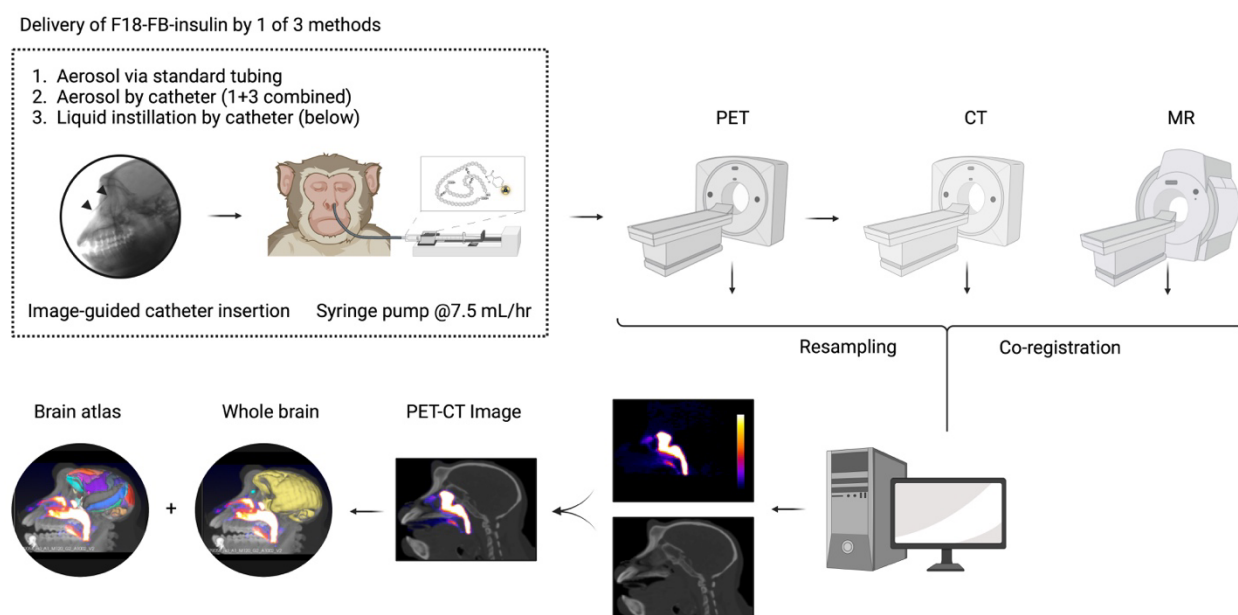 Delivery of F18-FB-insulin by 1 of 3 methods
1. Aerosol via standard tubing
2. Aerosol by catheter (1+3 combined)
3. Liquid instillation by catheter (below)
Image-guided catheter insertion
Syringe pump @7.5 mL/hr
PET
CT
MR
Resampling
Co-registration
Brain atlas
Whole brain
PET-CT Image
+